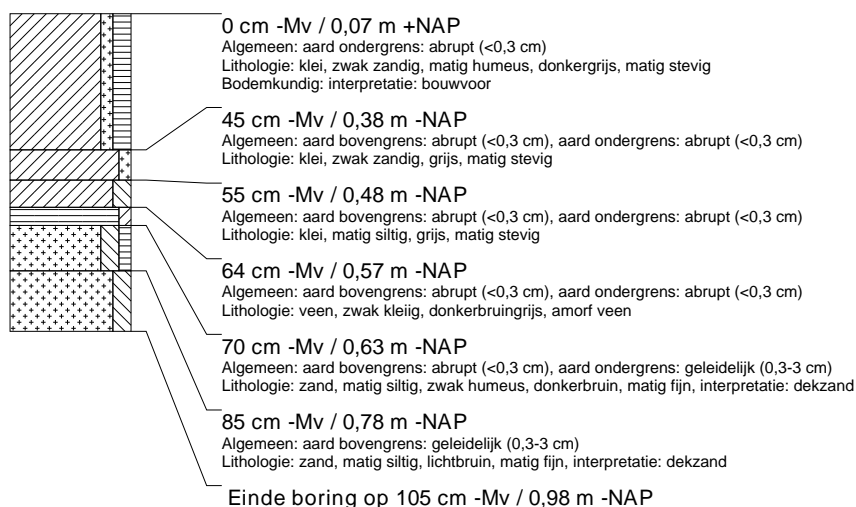 0 cm -Mv / 0,07 m +NAP
Algemeen: aard ondergrens: abrupt (<0,3 cm)
Lithologie: klei, zwak zandig, matig humeus, donkergrijs, matig stevig
Bodemkundig: interpretatie: bouwvoor
45 cm -Mv / 0,38 m -NAP
Algemeen: aard bovengrens: abrupt (<0,3 cm), aard ondergrens: abrupt (<0,3 cm)
Lithologie: klei, zwak zandig, grijs, matig stevig
55 cm -Mv / 0,48 m -NAP
Algemeen: aard bovengrens: abrupt (<0,3 cm), aard ondergrens: abrupt (<0,3 cm)
Lithologie: klei, matig siltig, grijs, matig stevig
64 cm -Mv / 0,57 m -NAP
Algemeen: aard bovengrens: abrupt (<0,3 cm), aard ondergrens: abrupt (<0,3 cm)
Lithologie: veen, zwak kleiig, donkerbruingrijs, amorf veen
70 cm -Mv / 0,63 m -NAP
Algemeen: aard bovengrens: abrupt (<0,3 cm), aard ondergrens: geleidelijk (0,3-3 cm)
Lithologie: zand, matig siltig, zwak humeus, donkerbruin, matig fijn, interpretatie: dekzand
85 cm -Mv / 0,78 m -NAP
Algemeen: aard bovengrens: geleidelijk (0,3-3 cm)
Lithologie: zand, matig siltig, lichtbruin, matig fijn, interpretatie: dekzand
Einde boring op 105 cm -Mv / 0,98 m -NAP